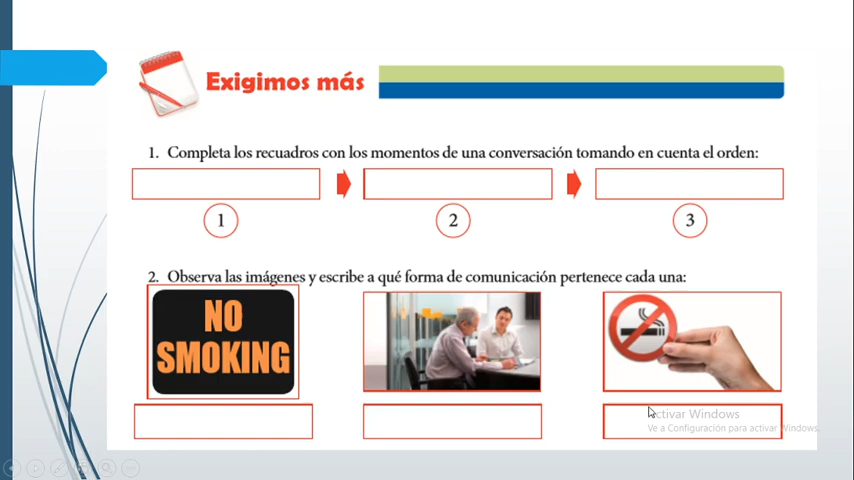 Exigimos más
1. Completa los recuadros con los momentos de una conversación tomando en cuenta el orden:
1
2
3
2. Observa las imágenes y escribe a qué forma de comunicación pertenece cada una:
NO
SMOKING
Activar Windows
Ve a Configuración para activar Windows.